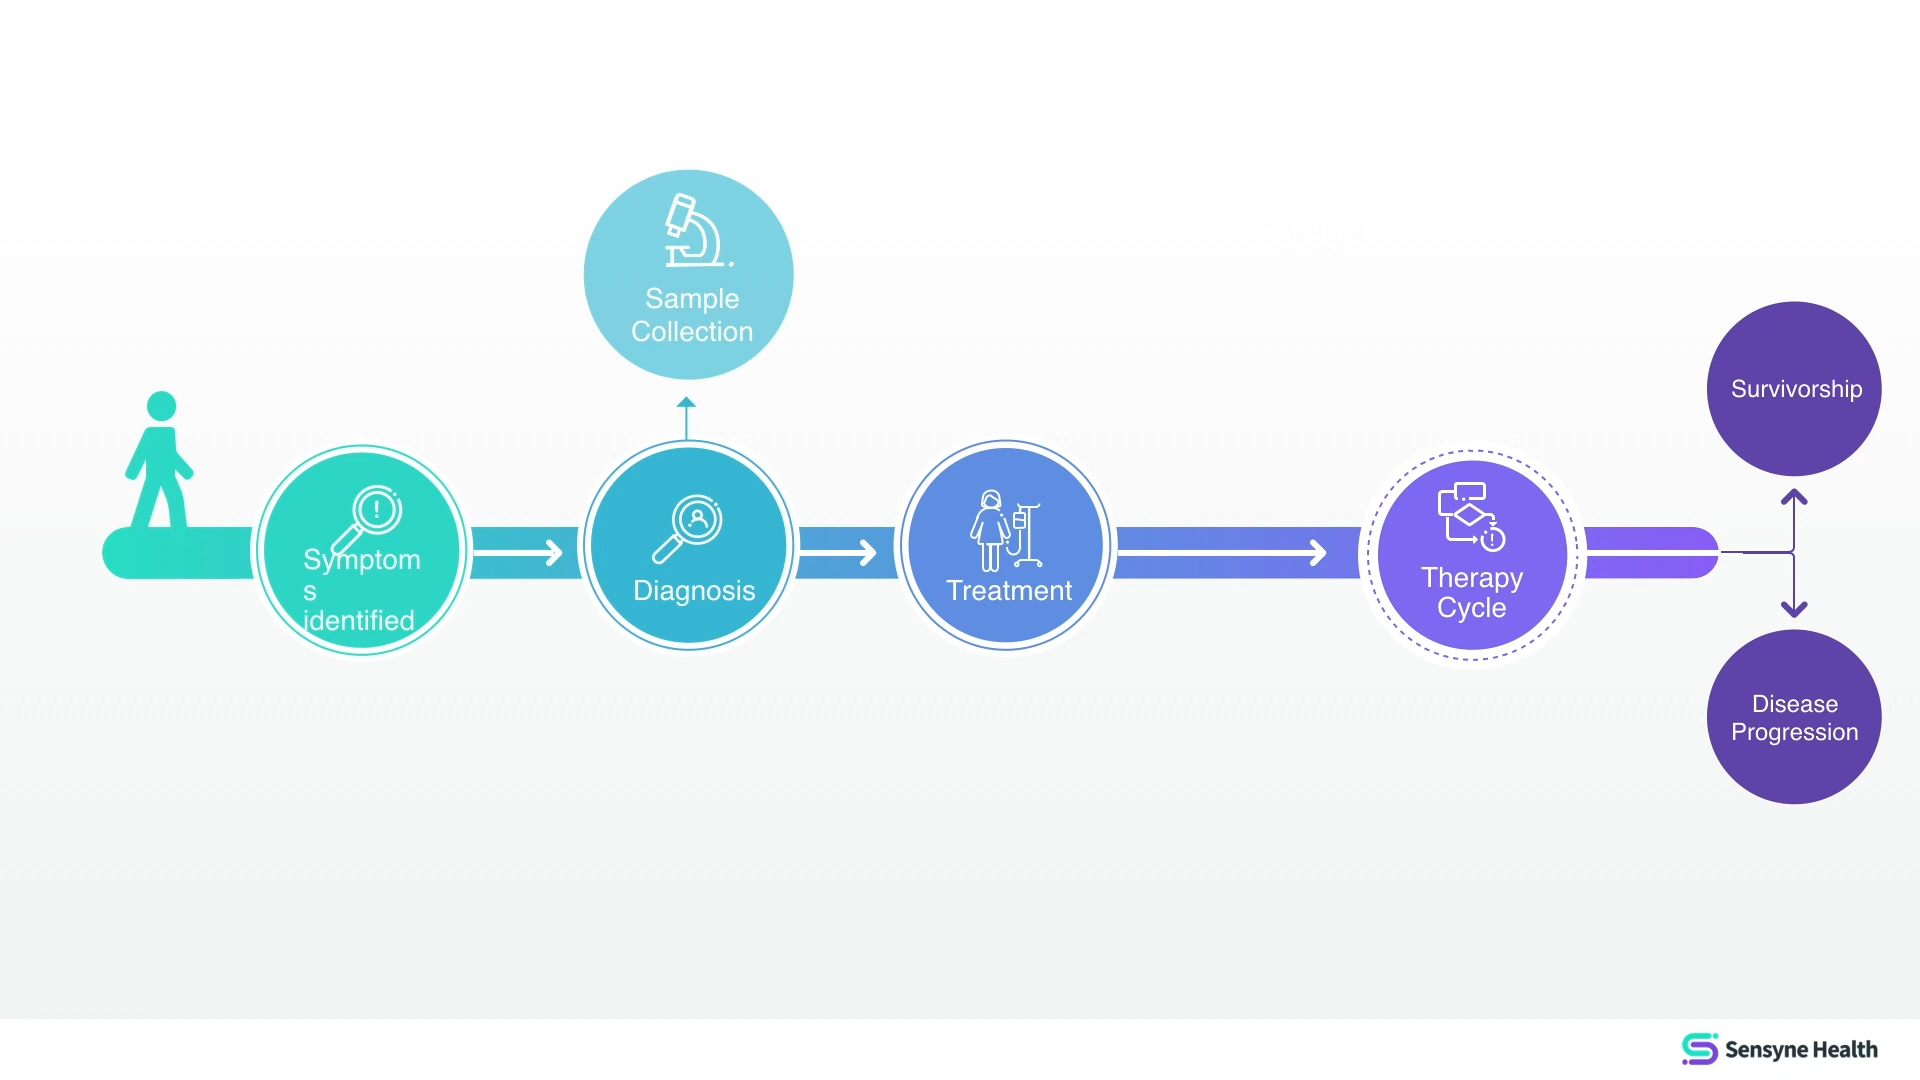 Sample
Collection
Symptom
s
identified
Diagnosis
Treatment
Therapy
Cycle
Survivorship
Disease
Progression
Sensyne Health